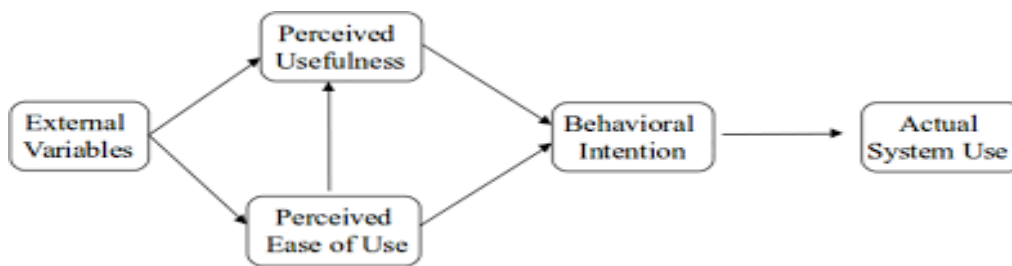 Perceived
Usefulness
External
Variables
Behavioral
Intention
Actual
System Use
Perceived
Ease of Use